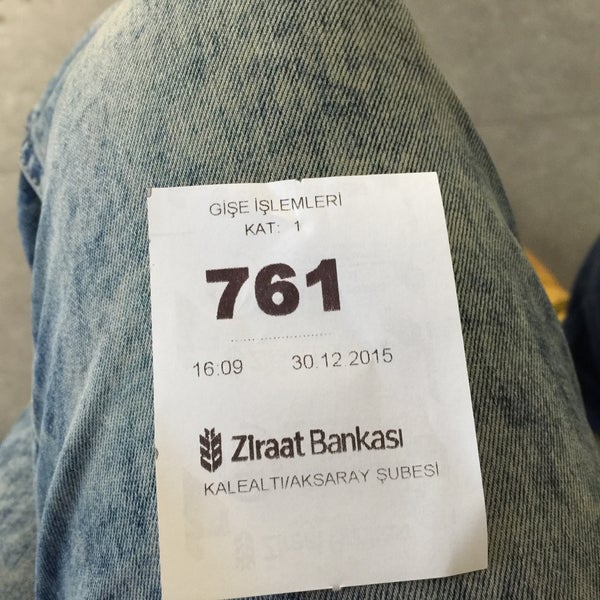 GİŞE İŞLEMLERİ
KAT: 1
761
16:09 30.12.2015
Ziraat Bankası
KALEALTI/AKSARAY ŞUBESİ